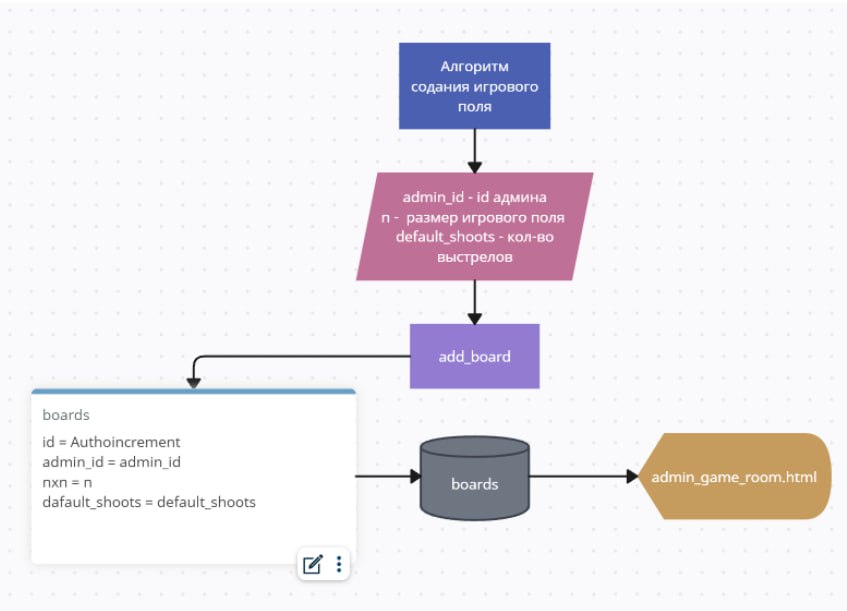 Алгоритм
содания игрового
поля
admin_id - id админа
n - размер игрового поля
default_shoots - кол-во
выстрелов
add_board
boards
id = Authoincrement
admin_id = admin_id
nxn = n
dafault_shoots = default_shoots
boards
admin_game_room.html